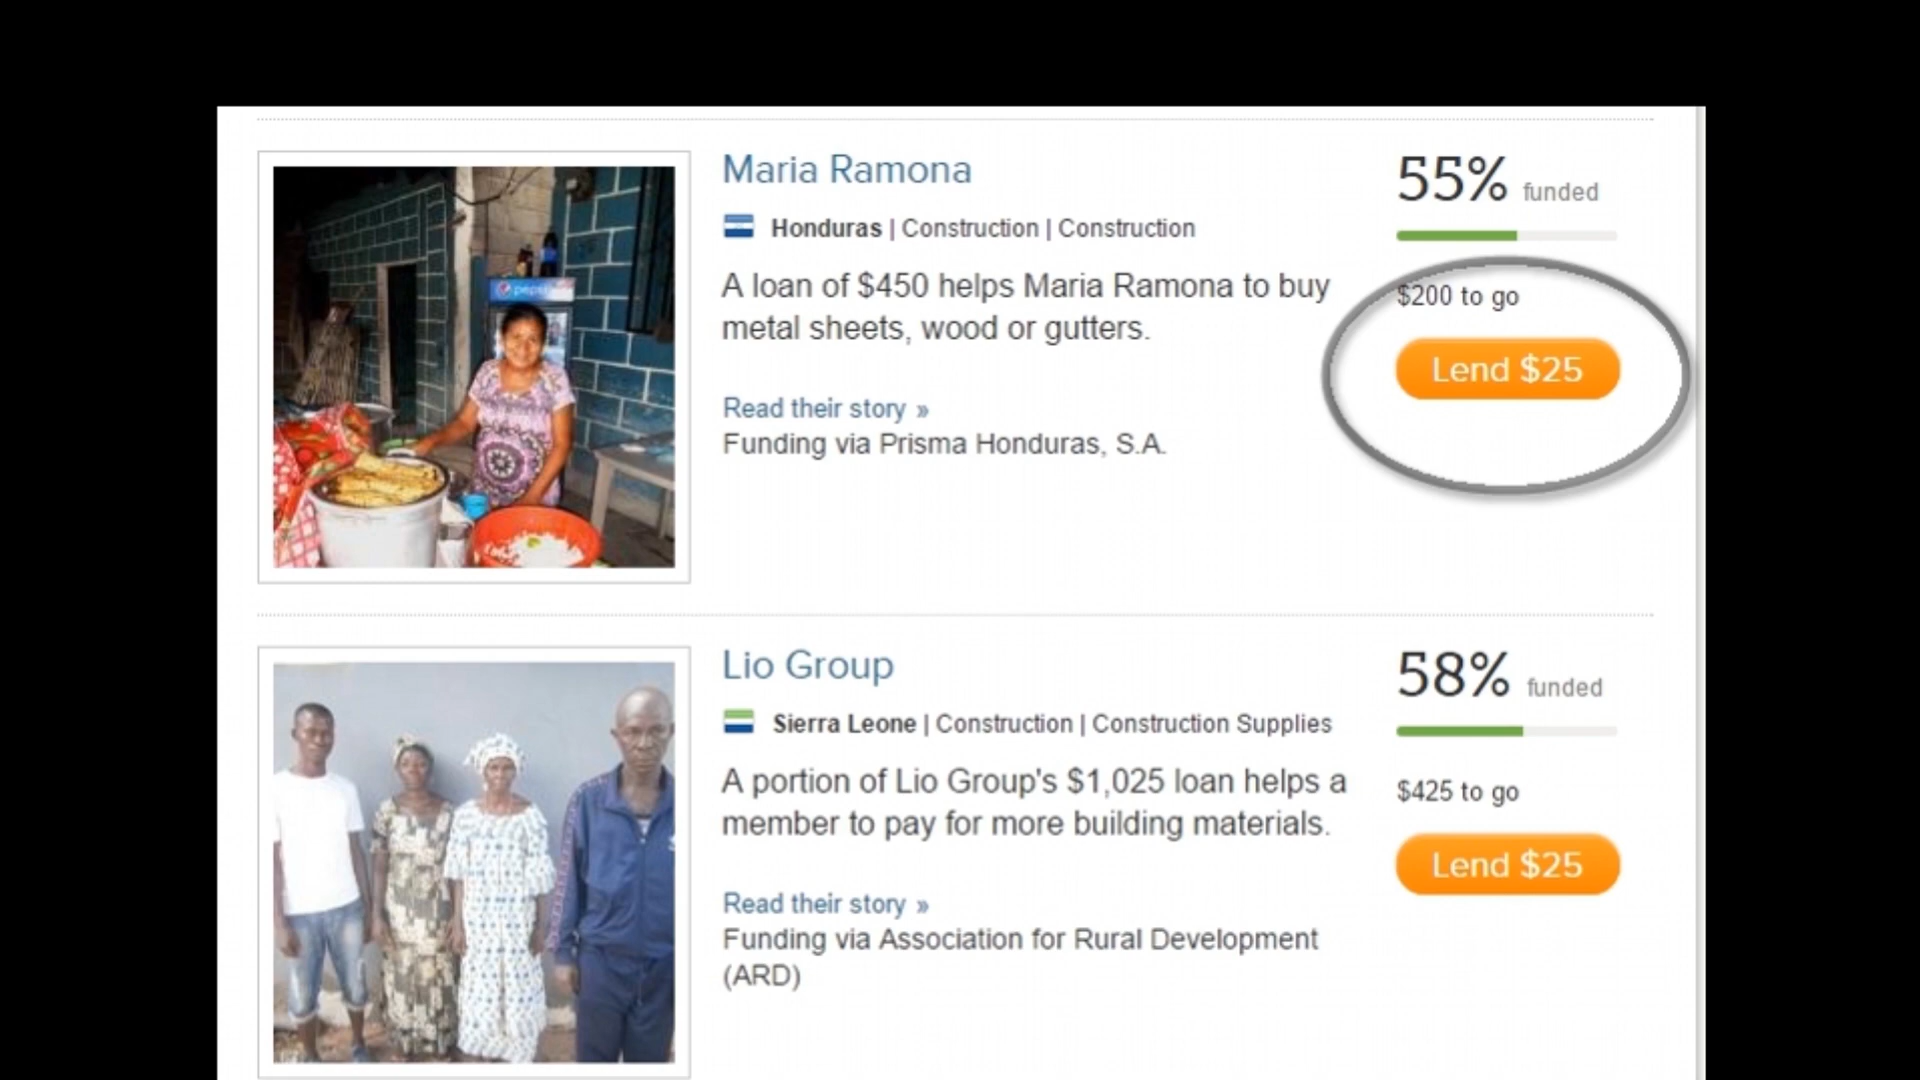 Maria Ramona
Honduras | Construction | Construction
A loan of $450 helps Maria Ramona to buy
metal sheets, wood or gutters.
Read their story »
Funding via Prisma Honduras, S.A.
55% funded
$200 to go
Lend $25
pepsi
Lio Group
Sierra Leone | Construction | Construction Supplies
A portion of Lio Group's $1,025 loan helps a
member to pay for more building materials.
Read their story »
Funding via Association for Rural Development
(ARD)
58% funded
$425 to go
Lend $25